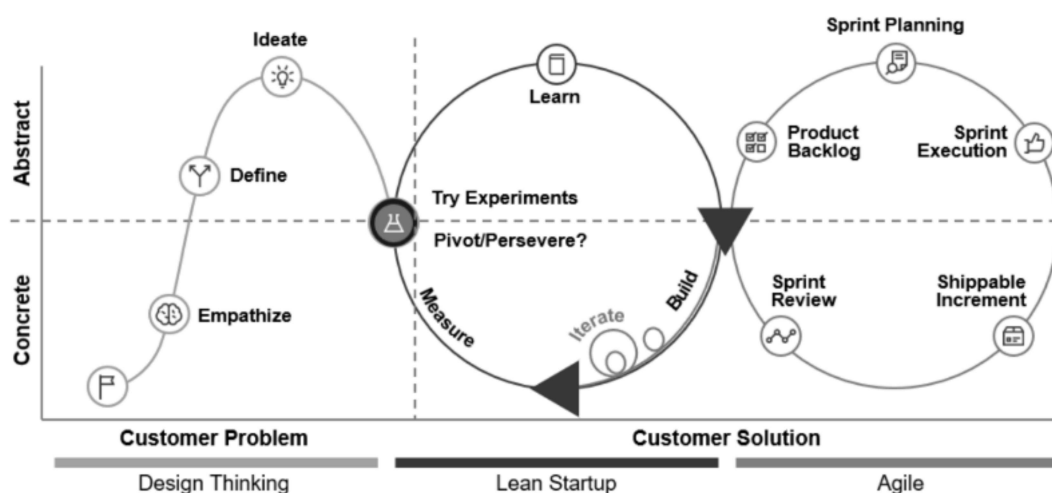 Sprint Planning
Ideate
Learn
Product
Backlog
Sprint
Execution
Abstract
Define
Try Experiments
Pivot/Persevere?
Concrete
Empathize
Measure
Iterate
Build
Sprint
Review
Shippable
Increment
Customer Problem
Customer Solution
Design Thinking
Lean Startup
Agile